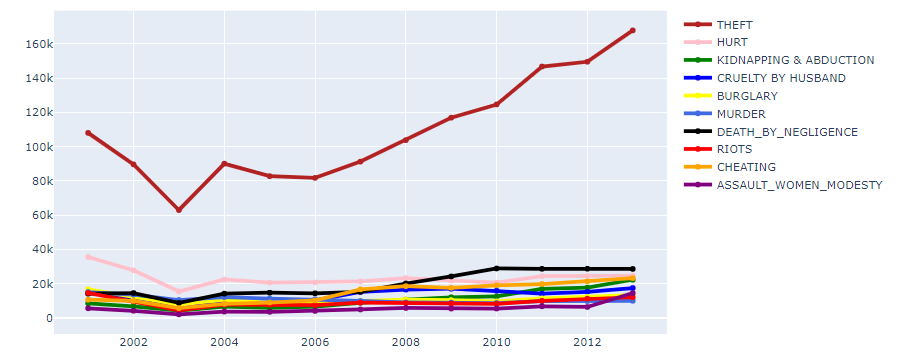 160k
140k
120k
100k
80k
60k
40k
20k
0
2002 2004 2006 2008 2010 2012
THEFT
HURT
KIDNAPPING & ABDUCTION
CRUELTY BY HUSBAND
BURGLARY
MURDER
DEATH_BY_NEGLIGENCE
RIOTS
CHEATING
ASSAULT_WOMEN_MODESTY